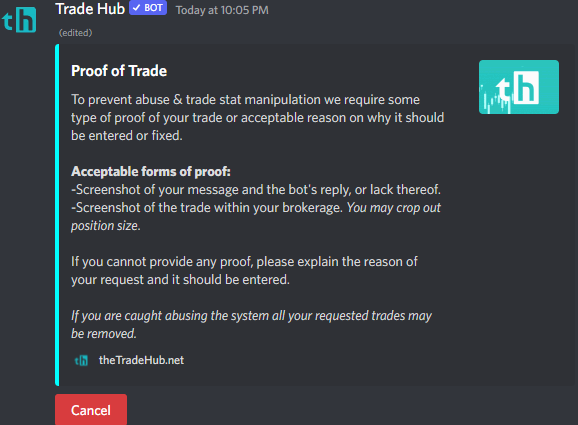 th
Trade Hub ✓ BOT Today at 10:05 PM
(edited)
Proof of Trade
th
To prevent abuse & trade stat manipulation we require some
type of proof of your trade or acceptable reason on why it should
be entered or fixed.
Acceptable forms of proof:
-Screenshot of your message and the bot's reply, or lack thereof.
-Screenshot of the trade within your brokerage. You may crop out
position size.
If you cannot provide any proof, please explain the reason of
your request and it should be entered.
If you are caught abusing the system all your requested trades may
be removed.
th theTradeHub.net
Cancel